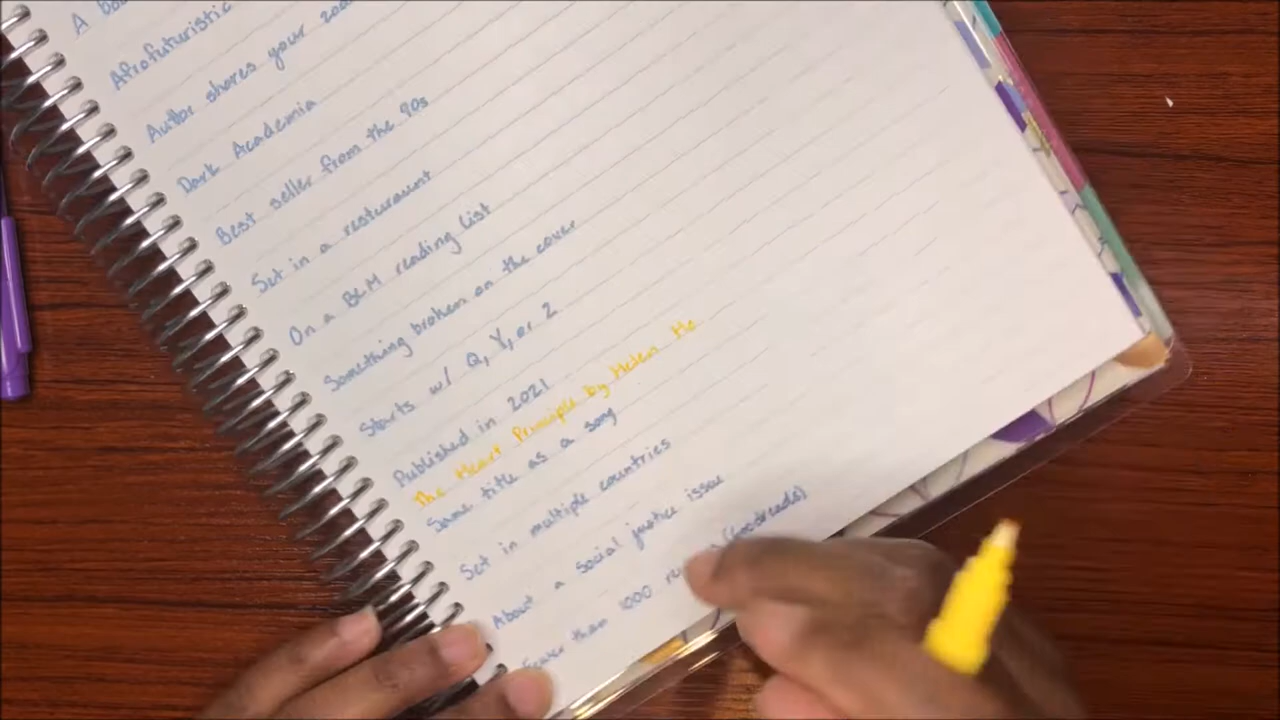 A
Afrofuturistic
Author shares your
Dark Academia
Best seller from the 90s
Set in a resturaunt
On a BLM reading list
Something broken on the cover
Starts w/ Q, Y, or Z
Published in 2021
The Heart Principle by Helen Ho
Same title as a song
Set in multiple countries
About a social justice issue
Fewer than 1000 (Goodreads)